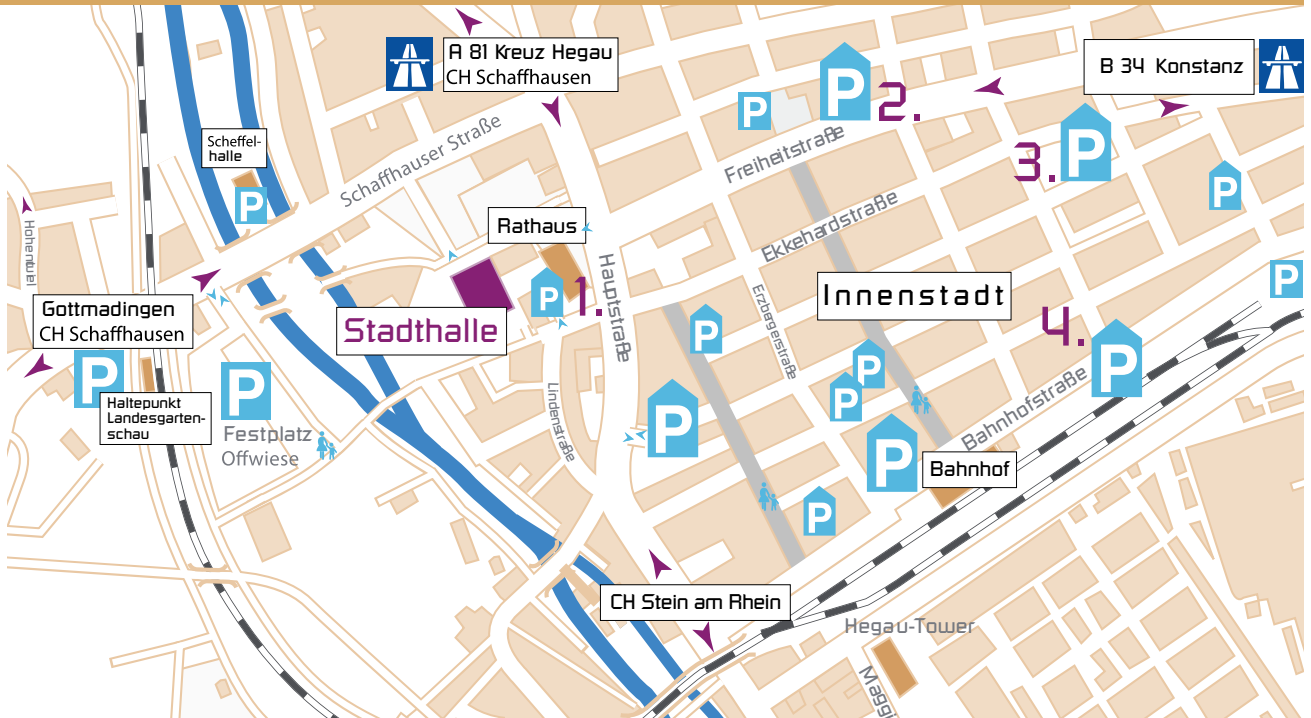 A 81 Kreuz Hegau
CH Schaffhausen
B 34 Konstanz
P
P
2.
3.
P
Scheffel-
halle
P
Schaffhauser Straße
Freiheitstraße
P
Ekkehardstraße
Hohentwiel
Rathaus
P
1.
Hauptstraße
Stadthalle
Gottmadingen
CH Schaffhausen
P
Haltepunkt
Landesgarten-
schau
P
Festplatz
Offwiese
Innenstadt
Erzbergerstraße
P
P
4.
P
P
P
Lindenstraße
P
P
Bahnhofstraße
Bahnhof
P
CH Stein am Rhein
Hegau-Tower
Maggi